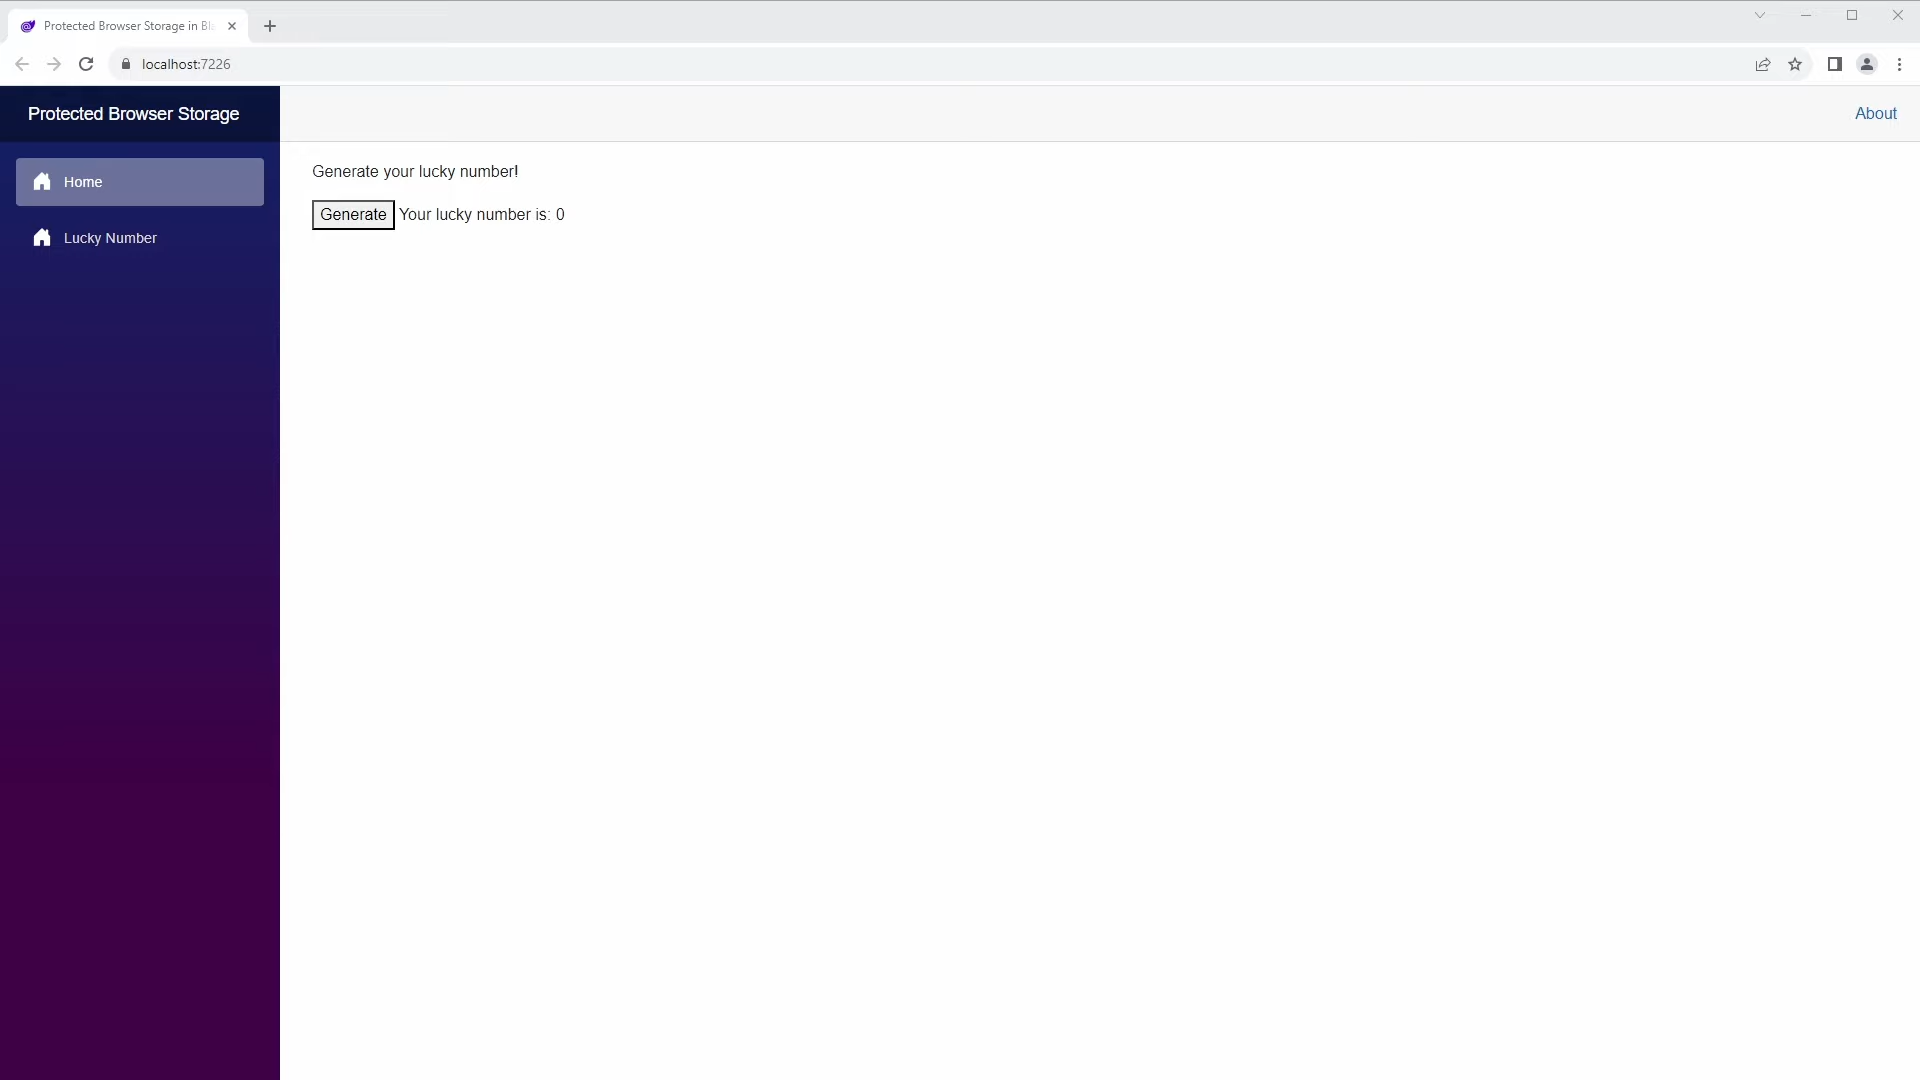 Protected Browser Storage in Bla
localhost:7226
Protected Browser Storage
About
Home
Lucky Number
Generate your lucky number!
Generate Your lucky number is: 0